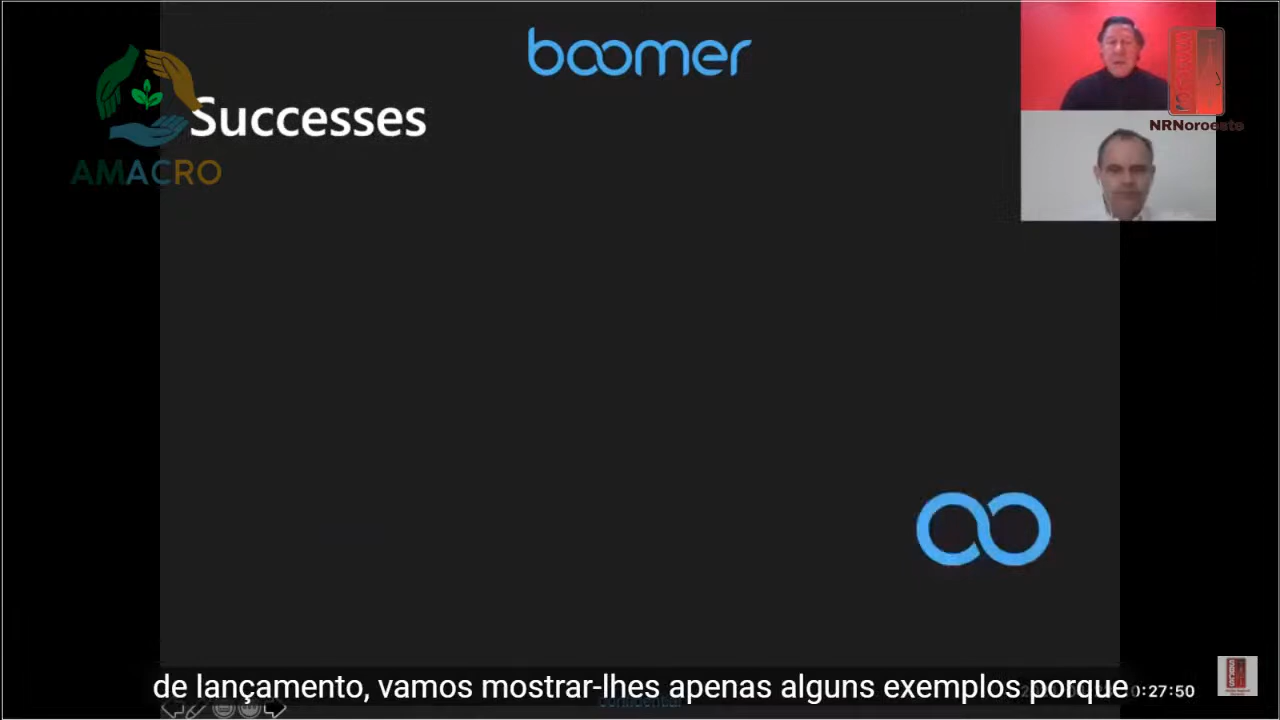 boomer
Successes
AMACRO
NRNoroeste
de lançamento, vamos mostrar-lhes apenas alguns exemplos porque
0:27:50